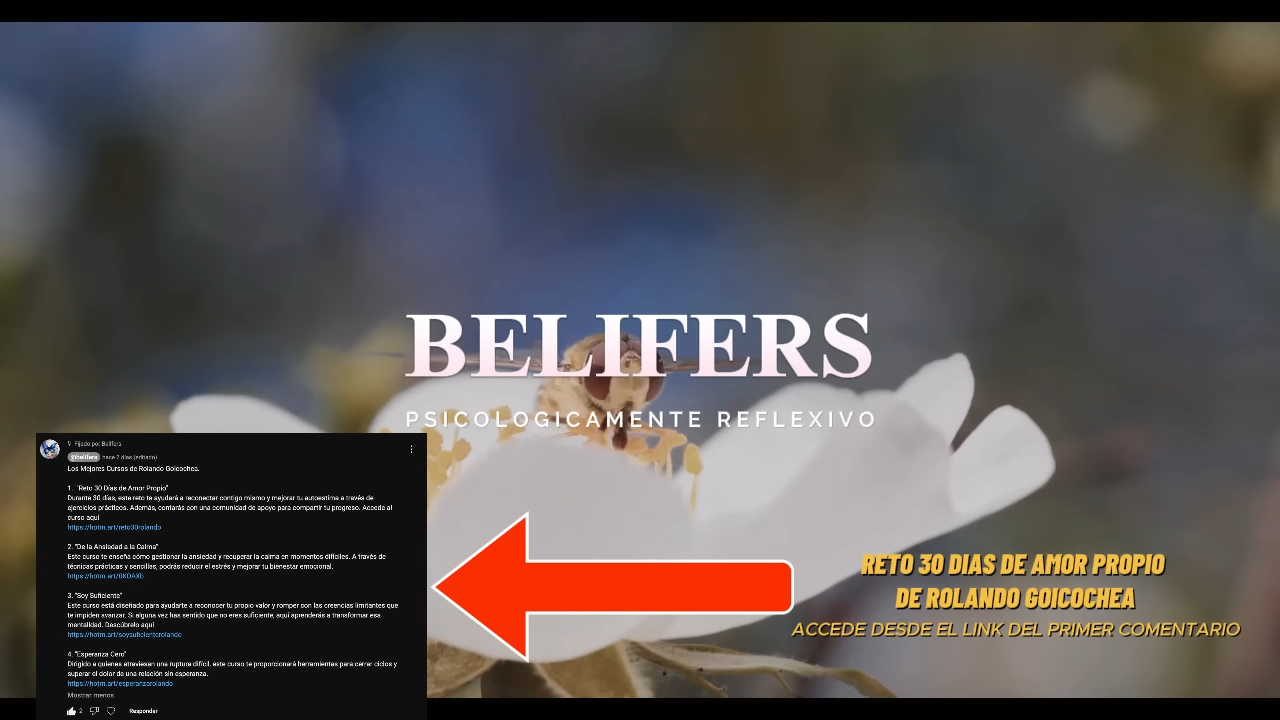 BELIFERS
PSICOLOGICAMENTE REFLEXIVO
Fijado por Belifers
@belifers hace 2 días (editado)
Los Mejores Cursos de Rolando Goicochea.
1. "Reto 30 Días de Amor Propio"
Durante 30 días, este reto te ayudará a reconectar contigo mismo y mejorar tu autoestima a través de
ejercicios prácticos. Además, contarás con una comunidad de apoyo para compartir tu progreso. Accede al
curso aquí
https://hotm.art/reto30rolando
2. "De la Ansiedad a la Calma"
Este curso te enseña cómo gestionar la ansiedad y recuperar la calma en momentos difíciles. A través de
técnicas prácticas y sencillas, podrás reducir el estrés y mejorar tu bienestar emocional.
https://hotm.art/0KOAXb
3. "Soy Suficiente"
Este curso está diseñado para ayudarte a reconocer tu propio valor y romper con las creencias limitantes que
te impiden avanzar. Si alguna vez has sentido que no eres suficiente, aquí aprenderás a transformar esa
mentalidad. Descúbrelo aquí
https://hotm.art/soysuficienterolando
4. "Esperanza Cero"
Dirigido a quienes atraviesan una ruptura difícil, este curso te proporcionará herramientas para cerrar ciclos y
superar el dolor de una relación sin esperanza.
https://hotm.art/esperanzarolando
Mostrar menos
2 Responder
RETO 30 DIAS DE AMOR PROPIO
DE ROLANDO GOICOCHEA
ACCEDE DESDE EL LINK DEL PRIMER COMENTARIO